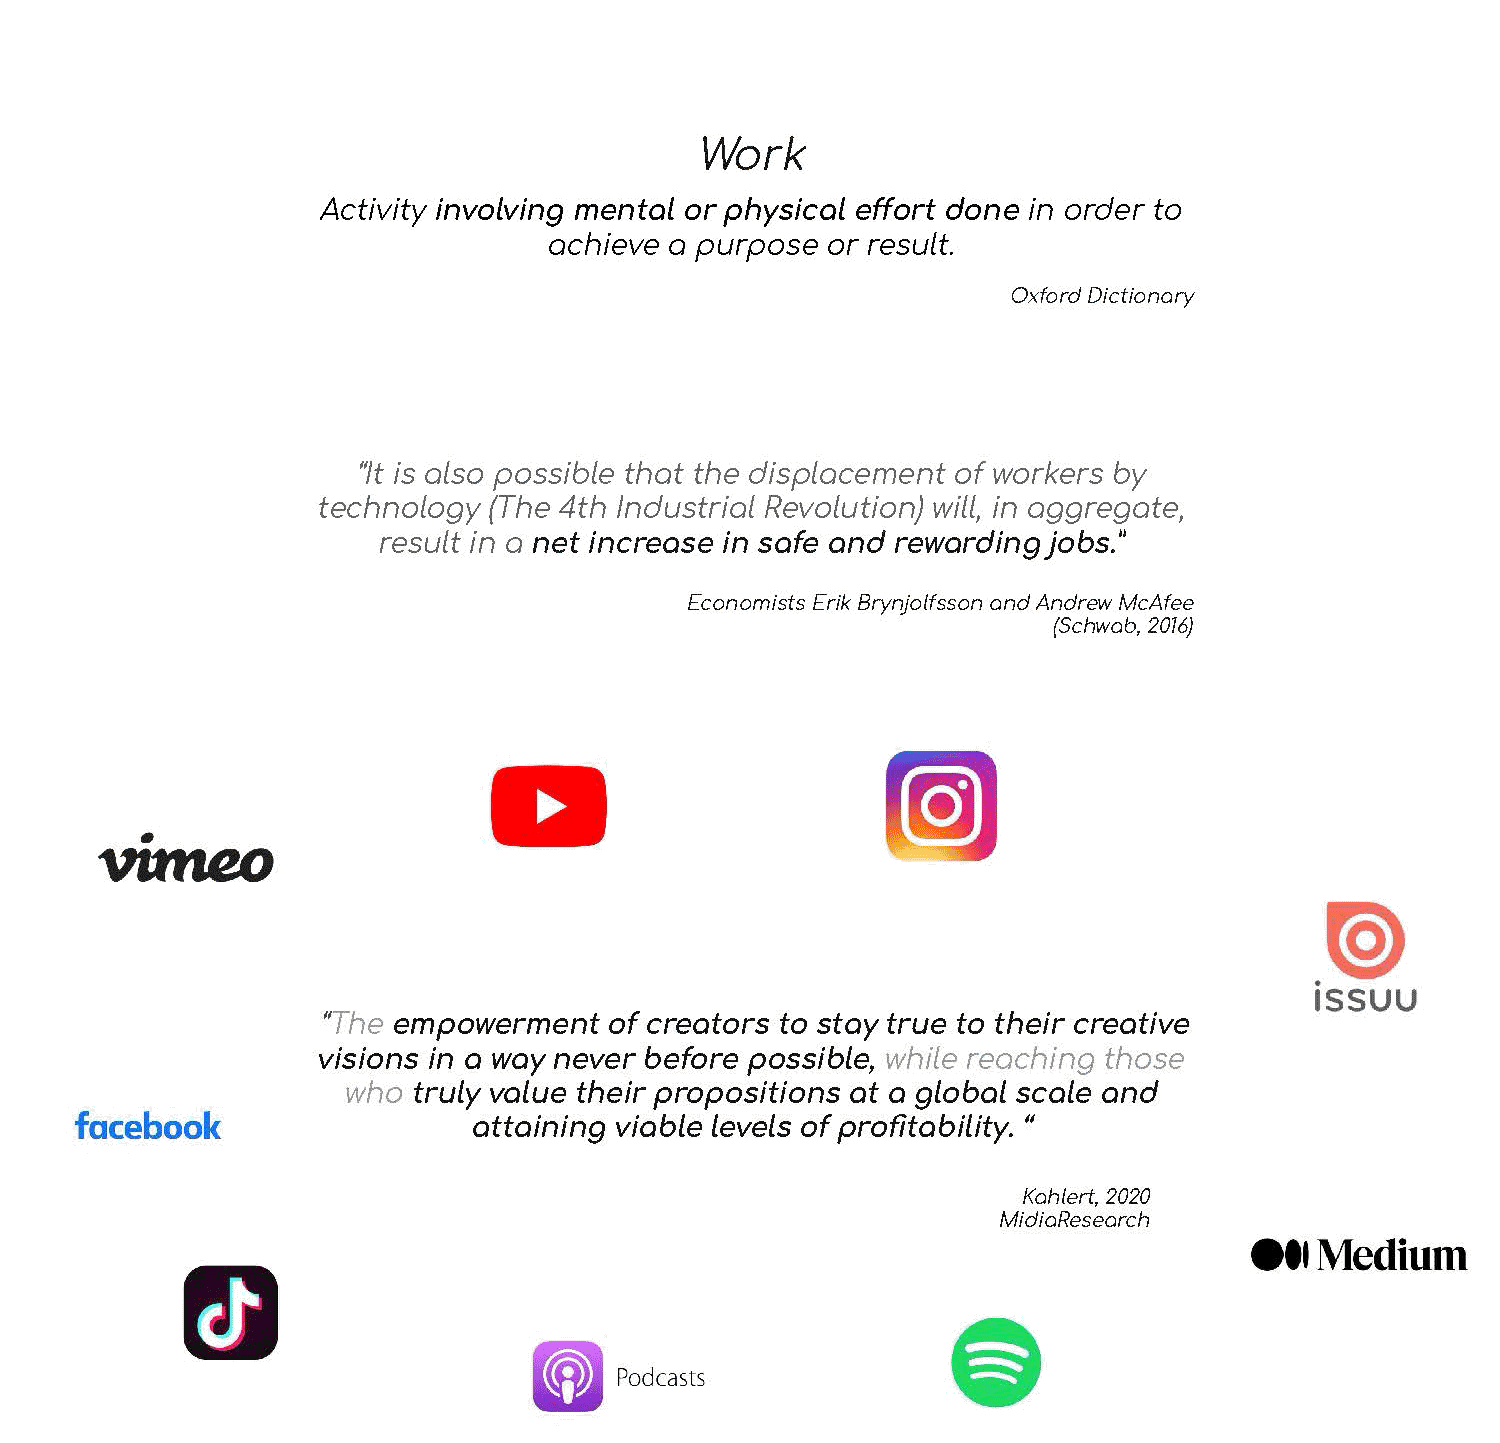 Work
Activity involving mental or physical effort done in order to
achieve a purpose or result.
Oxford Dictionary
"It is also possible that the displacement of workers by
technology (The 4th Industrial Revolution) will, in aggregate,
result in a net increase in safe and rewarding jobs."
Economists Erik Brynjolfsson and Andrew McAfee
(Schwab, 2016)
vimeo
issuu
"The empowerment of creators to stay true to their creative
visions in a way never before possible, while reaching those
who truly value their propositions at a global scale and
attaining viable levels of profitability. “
facebook
Kahlert, 2020
MidiaResearch
Medium
Podcasts